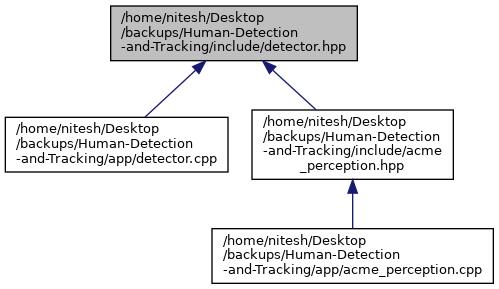 /home/nitesh/Desktop
/backups/Human-Detection
-and-Tracking/include/detector.hpp
/home/nitesh/Desktop
/backups/Human-Detection
-and-Tracking/app/detector.cpp
/home/nitesh/Desktop
/backups/Human-Detection
-and-Tracking/include/acme
_perception.hpp
/home/nitesh/Desktop
/backups/Human-Detection
-and-Tracking/app/acme_perception.cpp